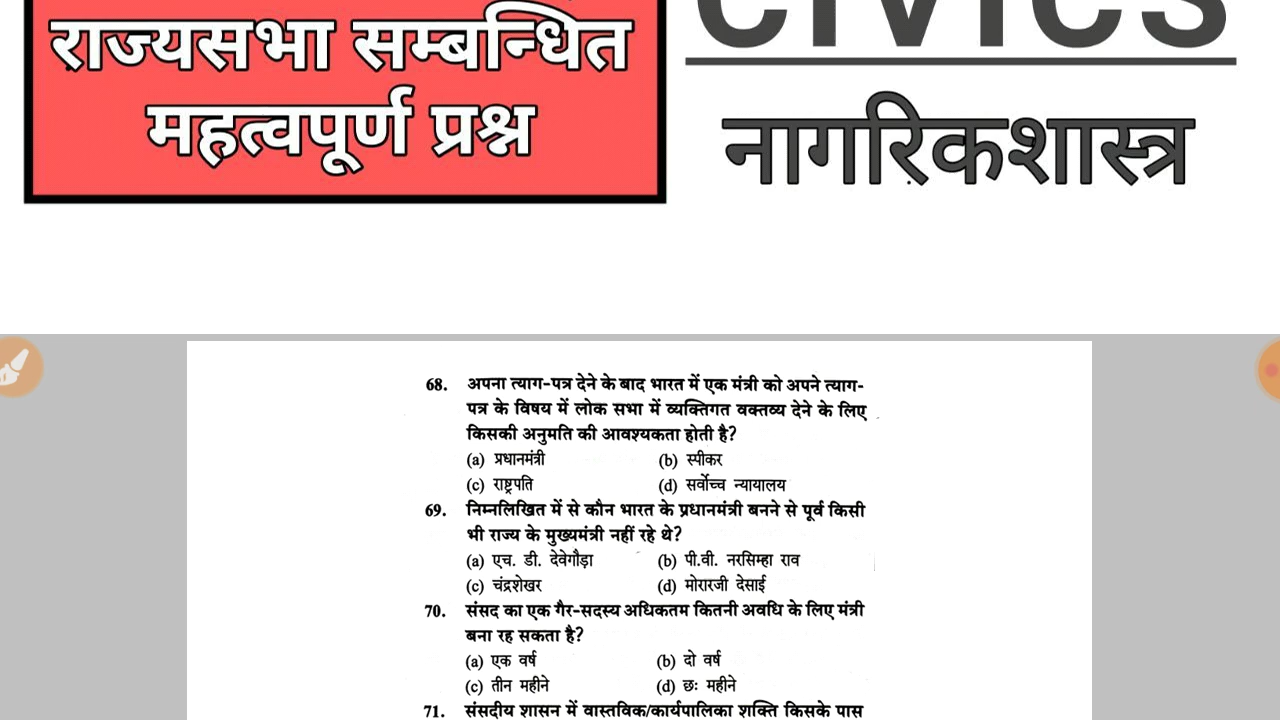 राज्यसभा सम्बन्धित
महत्वपूर्ण प्रश्न
CIVICS
नागरिकशास्त्र
68. अपना त्याग-पत्र देने के बाद भारत में एक मंत्री को अपने त्याग-
पत्र के विषय में लोक सभा में व्यक्तिगत वक्तव्य देने के लिए
किसकी अनुमति की आवश्यकता होती है?
(a) प्रधानमंत्री (b) स्पीकर
(c) राष्ट्रपति (d) सर्वोच्च न्यायालय
69. निम्नलिखित में से कौन भारत के प्रधानमंत्री बनने से पूर्व किसी
भी राज्य के मुख्यमंत्री नहीं रहे थे?
(a) एच. डी. देवेगौड़ा (b) पी.वी. नरसिम्हा राव
(c) चंद्रशेखर (d) मोरारजी देसाई
70. संसद का एक गैर-सदस्य अधिकतम कितनी अवधि के लिए मंत्री
बना रह सकता है?
(a) एक वर्ष (b) दो वर्ष
(c) तीन महीने (d) छः महीने
71. संसदीय शासन में वास्तविक/कार्यपालिका शक्ति किसके पास